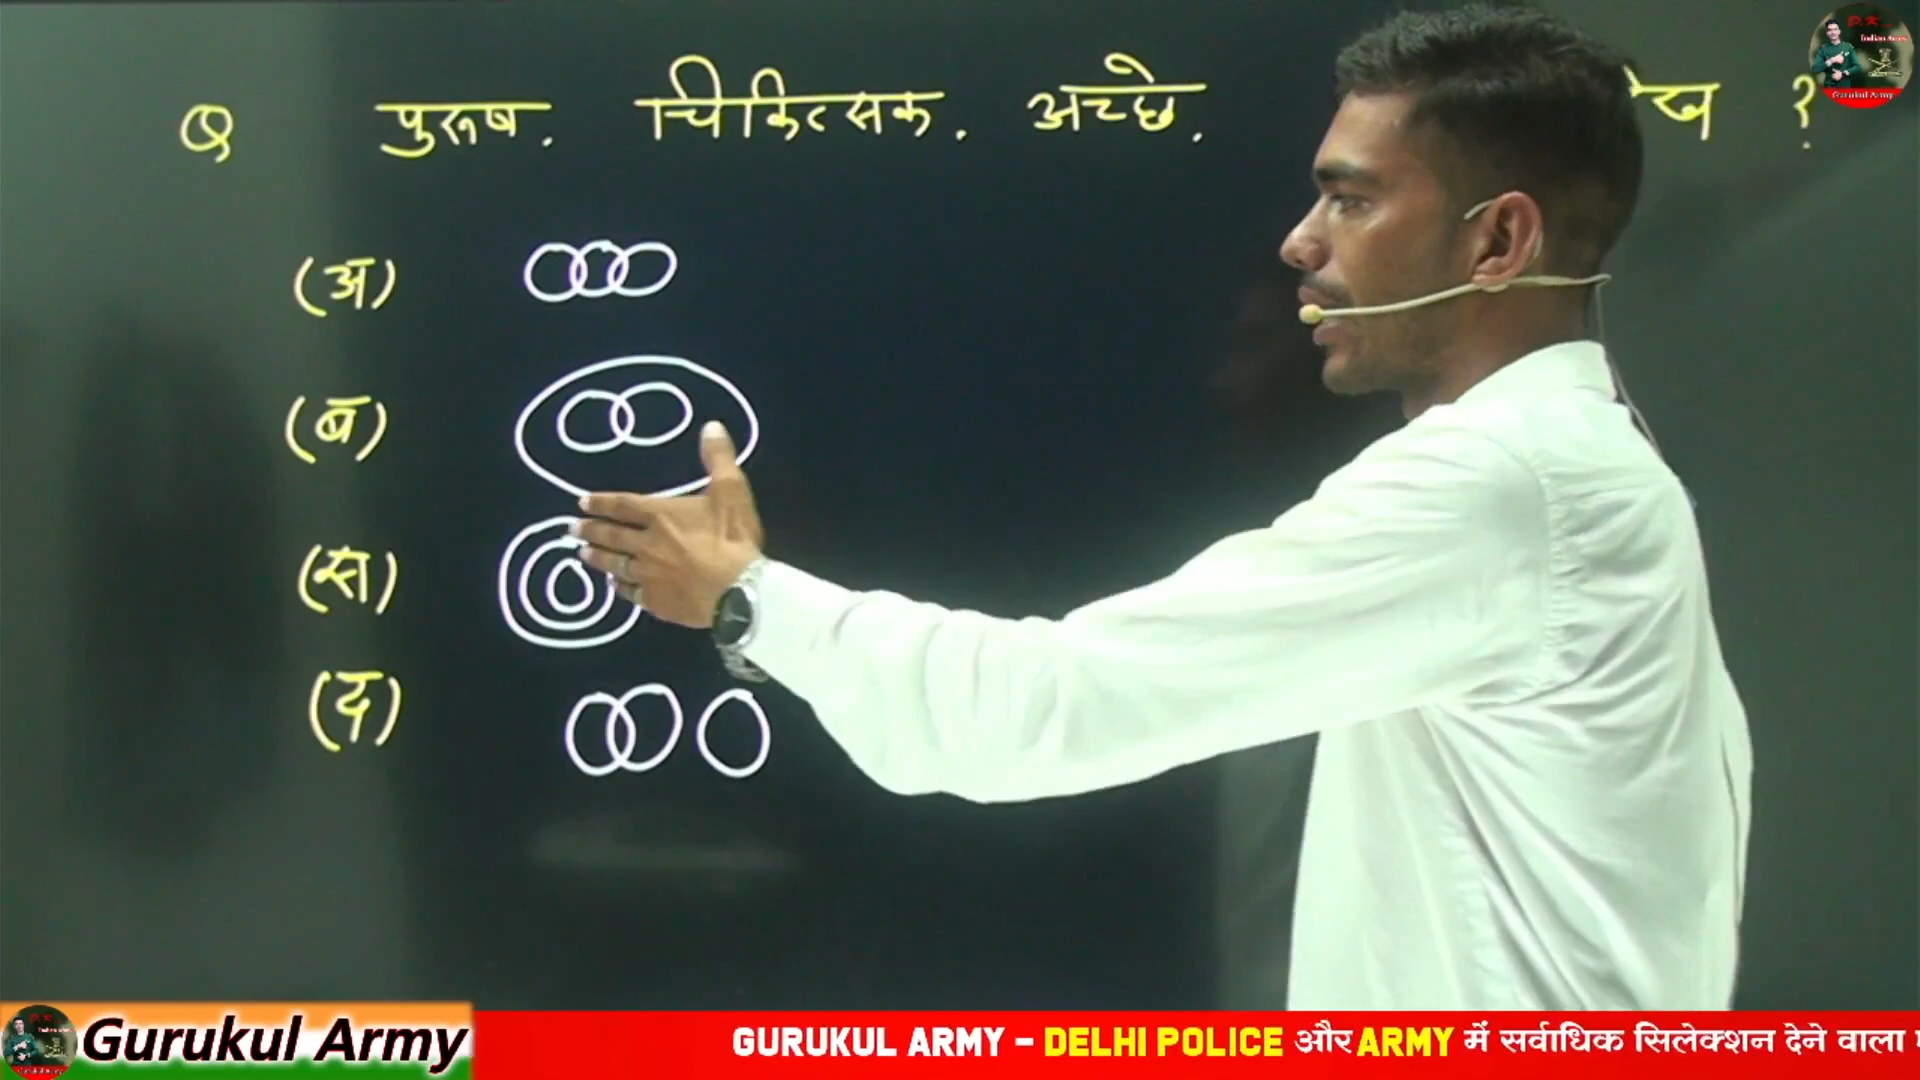 Q पुरूष. चिकित्सक. अच्छे. ?
(अ)
(ब)
(स)
(द)
Gurukul Army
GURUKUL ARMY – DELHI POLICE और ARMY में सर्वाधिक सिलेक्शन देने वाला